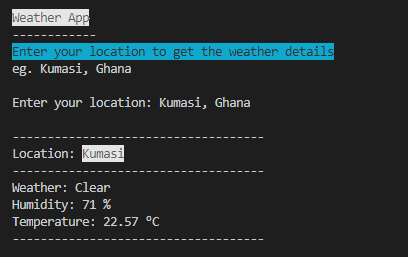 Weather App
------------
Enter your location to get the weather details
eg. Kumasi, Ghana
Enter your location: Kumasi, Ghana
------------------------------------
Location: Kumasi
------------------------------------
Weather: Clear
Humidity: 71 %
Temperature: 22.57 ºC
------------------------------------